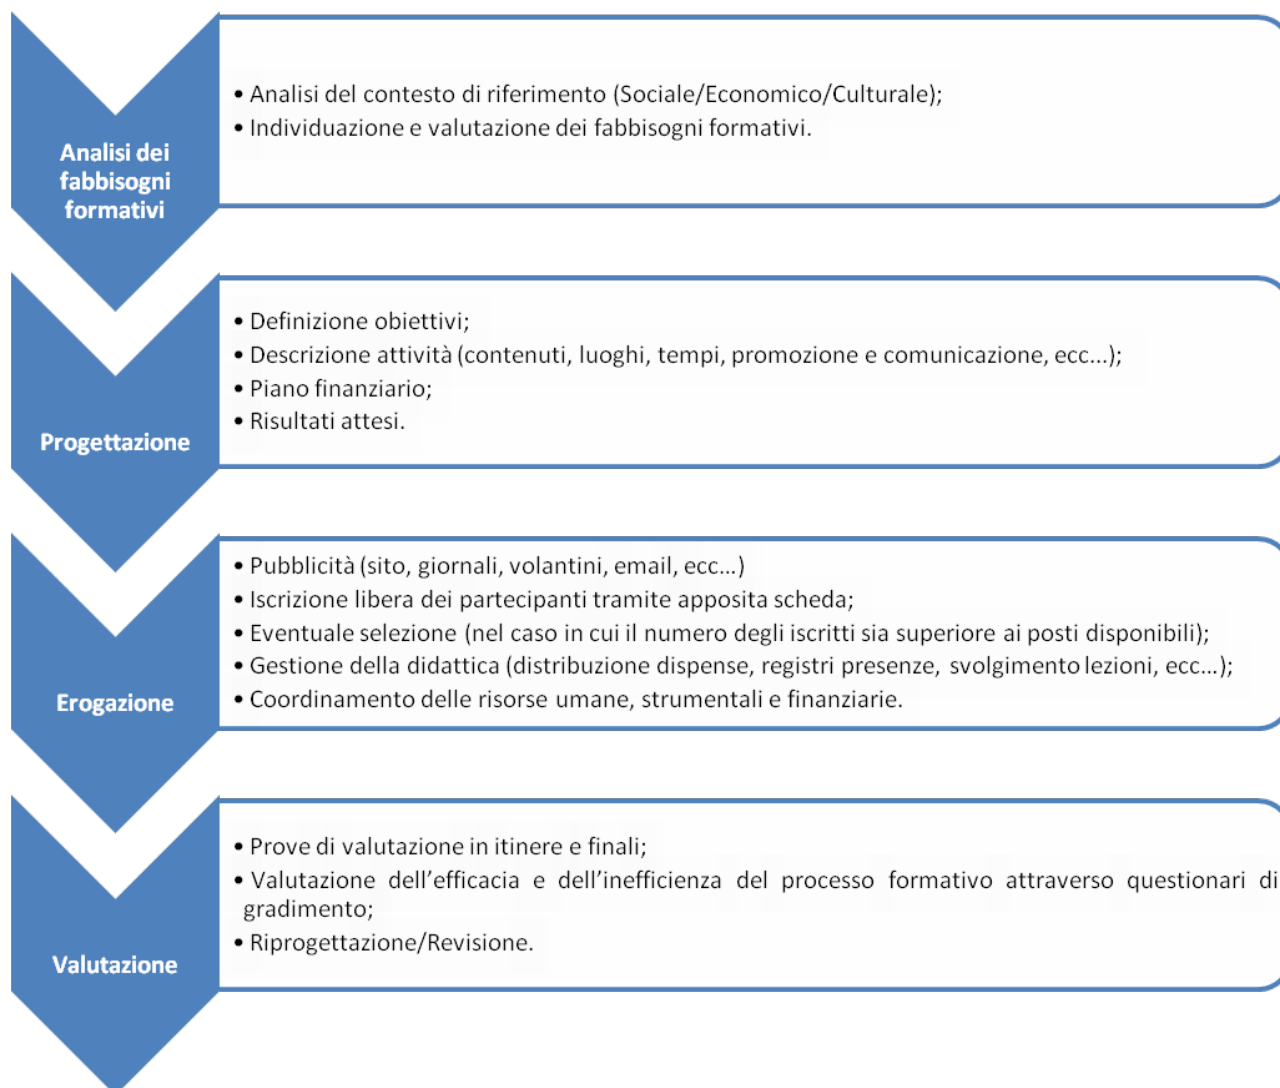 Analisi dei
fabbisogni
formativi
• Analisi del contesto di riferimento (Sociale/Economico/Culturale);
• Individuazione e valutazione dei fabbisogni formativi.
Progettazione
• Definizione obiettivi;
• Descrizione attività (contenuti, luoghi, tempi, promozione e comunicazione, ecc...);
• Piano finanziario;
• Risultati attesi.
Erogazione
• Pubblicità (sito, giornali, volantini, email, ecc...)
• Iscrizione libera dei partecipanti tramite apposita scheda;
• Eventuale selezione (nel caso in cui il numero degli iscritti sia superiore ai posti disponibili);
• Gestione della didattica (distribuzione dispense, registri presenze, svolgimento lezioni, ecc...);
• Coordinamento delle risorse umane, strumentali e finanziarie.
Valutazione
• Prove di valutazione in itinere e finali;
• Valutazione dell’efficacia e dell’inefficienza del processo formativo attraverso questionari di
gradimento;
• Riprogettazione/Revisione.